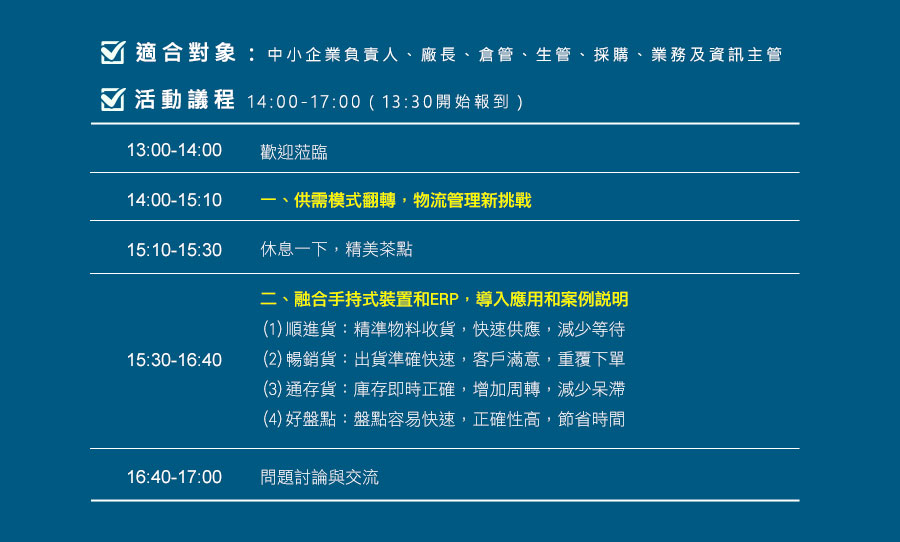 適合對象：中小企業負責人、廠長、倉管、生管、採購、業務及資訊主管
活動議程 14:00-17:00 ( 13:30開始報到 )
13:00-14:00 歡迎蒞臨
14:00-15:10 一、供需模式翻轉，物流管理新挑戰
15:10-15:30 休息一下，精美茶點
二、融合手持式裝置和ERP，導入應用和案例說明
(1) 順進貨：精準物料收貨，快速供應，減少等待
15:30-16:40 (2) 暢銷貨：出貨準確快速，客戶滿意，重覆下單
(3) 通存貨：庫存即時正確，增加周轉，減少呆滯
(4) 好盤點：盤點容易快速，正確性高，節省時間
16:40-17:00 問題討論與交流